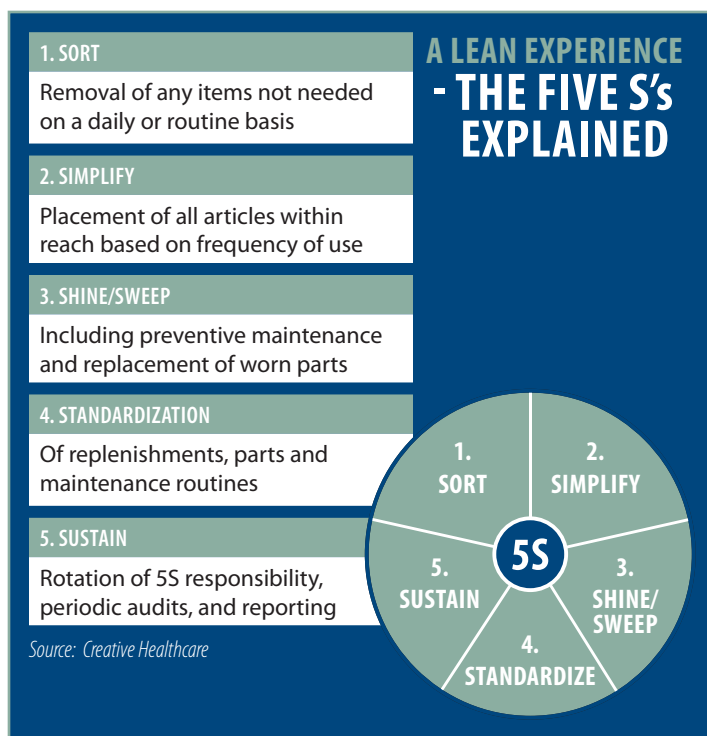 A LEAN EXPERIENCE
- THE FIVE S's
EXPLAINED
1. SORT
Removal of any items not needed
on a daily or routine basis
2. SIMPLIFY
Placement of all articles within
reach based on frequency of use
3. SHINE/SWEEP
Including preventive maintenance
and replacement of worn parts
4. STANDARDIZATION
Of replenishments, parts and
maintenance routines
5. SUSTAIN
Rotation of 5S responsibility,
periodic audits, and reporting
Source: Creative Healthcare
1.
SORT
2.
SIMPLIFY
3.
SHINE/
SWEEP
4.
STANDARDIZE
5.
SUSTAIN
5S